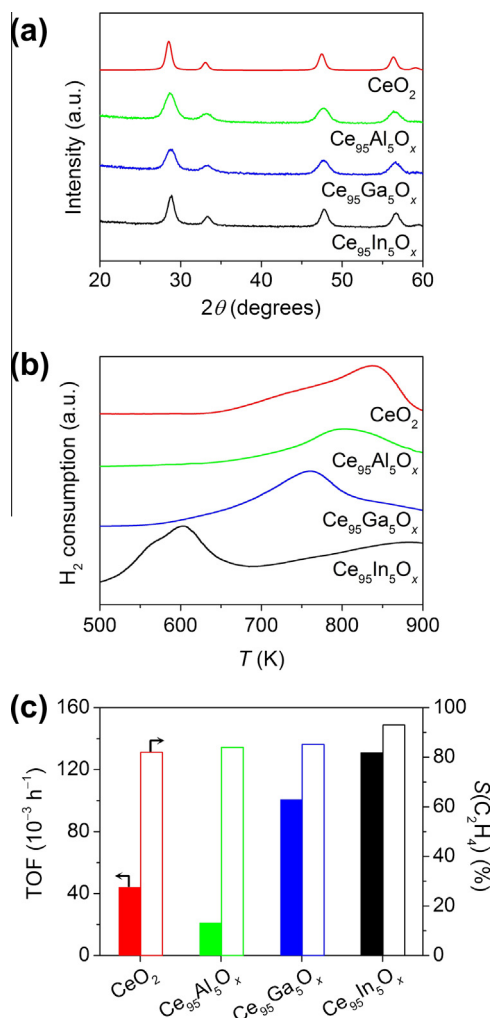 (a)
Intensity (a.u.)
CeO₂
Ce₉₅Al₅Oₓ
Ce₉₅Ga₅Oₓ
Ce₉₅In₅Oₓ
20 30 40 50 60
2θ (degrees)
(b)
H₂ consumption (a.u.)
CeO₂
Ce₉₅Al₅Oₓ
Ce₉₅Ga₅Oₓ
Ce₉₅In₅Oₓ
500 600 700 800 900
T (K)
(c)
TOF (10⁻³ h⁻¹)
160
120
80
40
0
100
80
60
40
20
0
S(C₂H₄) (%)
CeO₂
Ce₉₅Al₅Oₓ
Ce₉₅Ga₅Oₓ
Ce₉₅In₅Oₓ